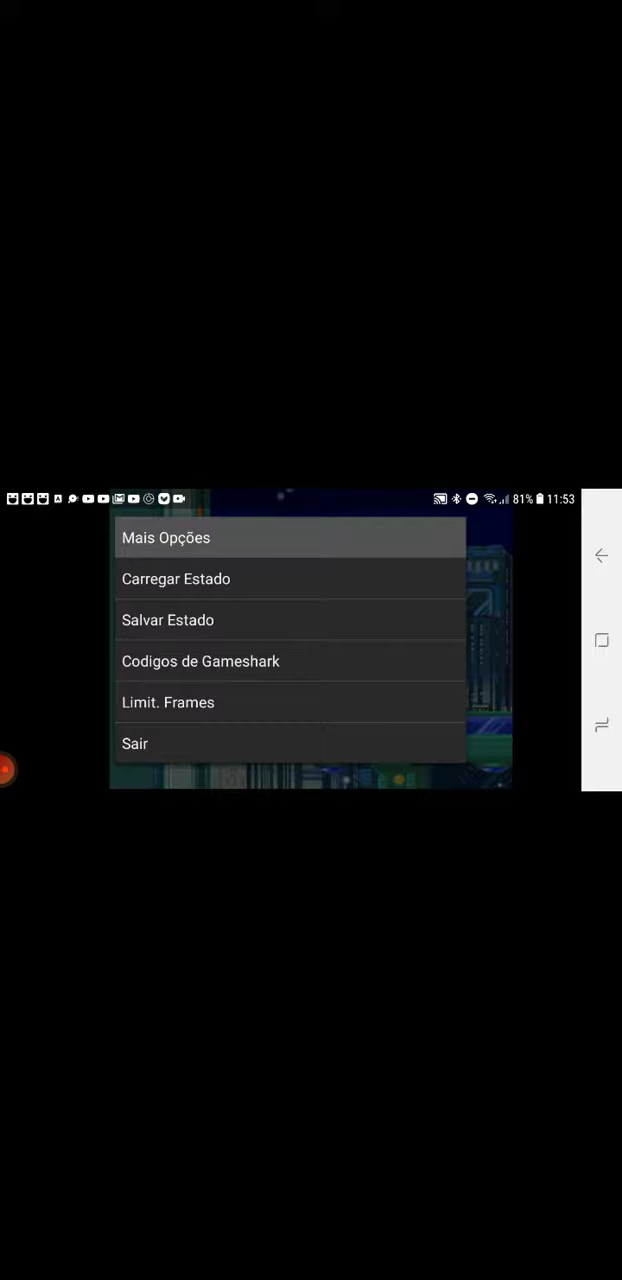 81% 11:53
Mais Opções
Carregar Estado
Salvar Estado
Codigos de Gameshark
Limit. Frames
Sair